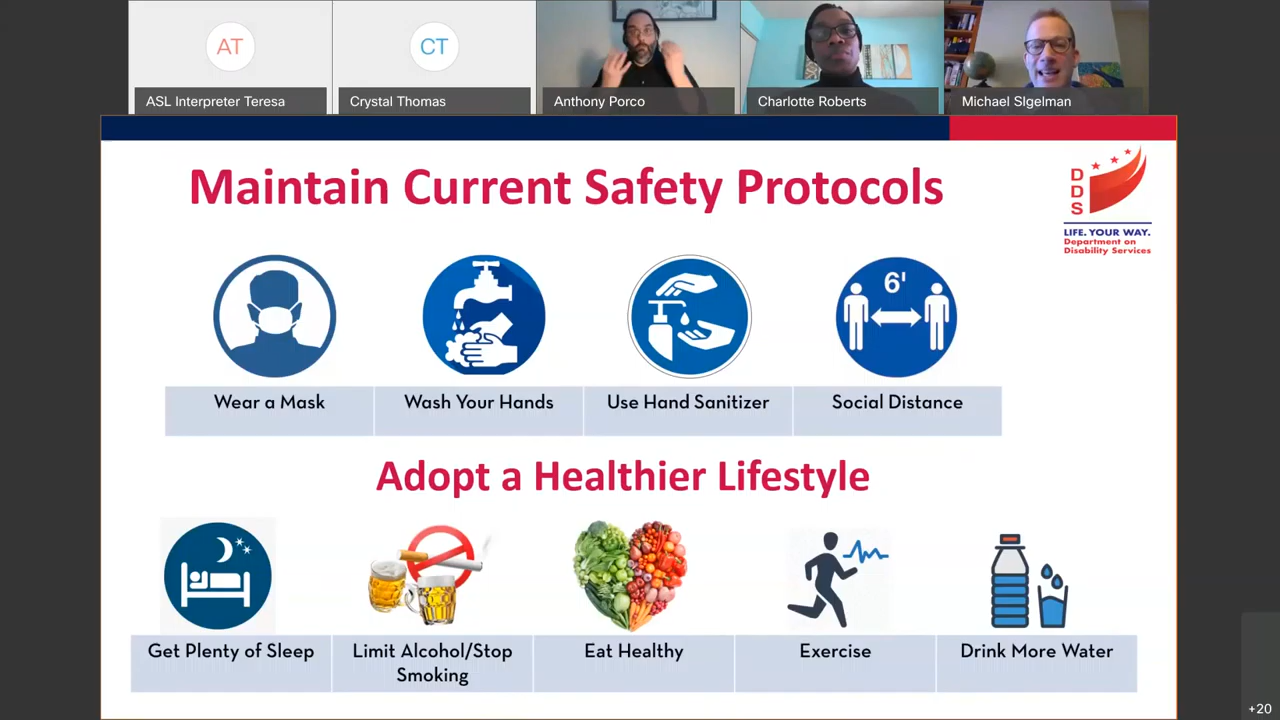 AT
CT
ASL Interpreter Teresa
Crystal Thomas
Anthony Porco
Charlotte Roberts
Michael SIgelman
Maintain Current Safety Protocols
DDS
LIFE. YOUR WAY.
Department on
Disability Services
6'
Wear a Mask
Wash Your Hands
Use Hand Sanitizer
Social Distance
Adopt a Healthier Lifestyle
Get Plenty of Sleep
Limit Alcohol/Stop
Smoking
Eat Healthy
Exercise
Drink More Water
+20